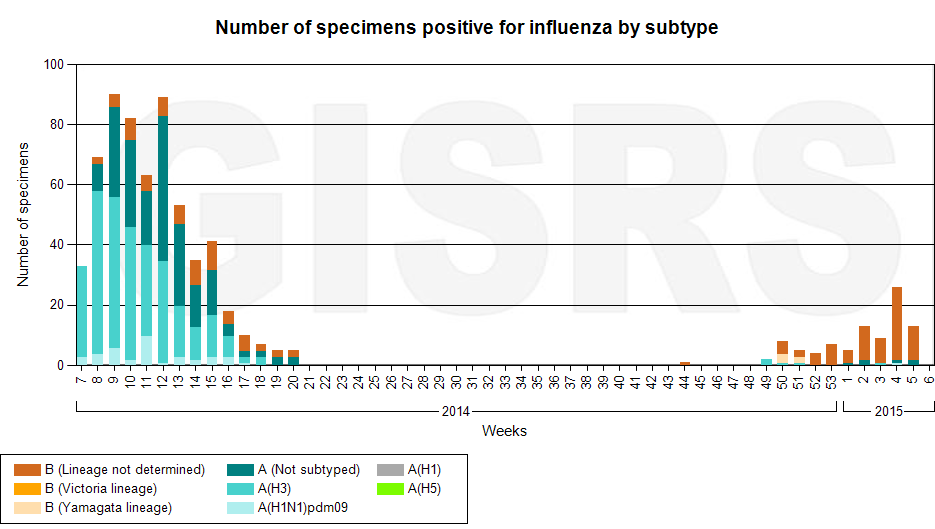 Number of specimens positive for influenza by subtype
GISRS
Number of specimens
100
80
60
40
20
0
7 8 9 10 11 12 13 14 15 16 17 18 19 20 21 22 23 24 25 26 27 28 29 30 31 32 33 34 35 36 37 38 39 40 41 42 43 44 45 46 47 48 49 50 51 52 53 1 2 3 4 5 6
2014 2015
Weeks
B (Lineage not determined) A (Not subtyped) A(H1)
B (Victoria lineage) A(H3) A(H5)
B (Yamagata lineage) A(H1N1)pdm09